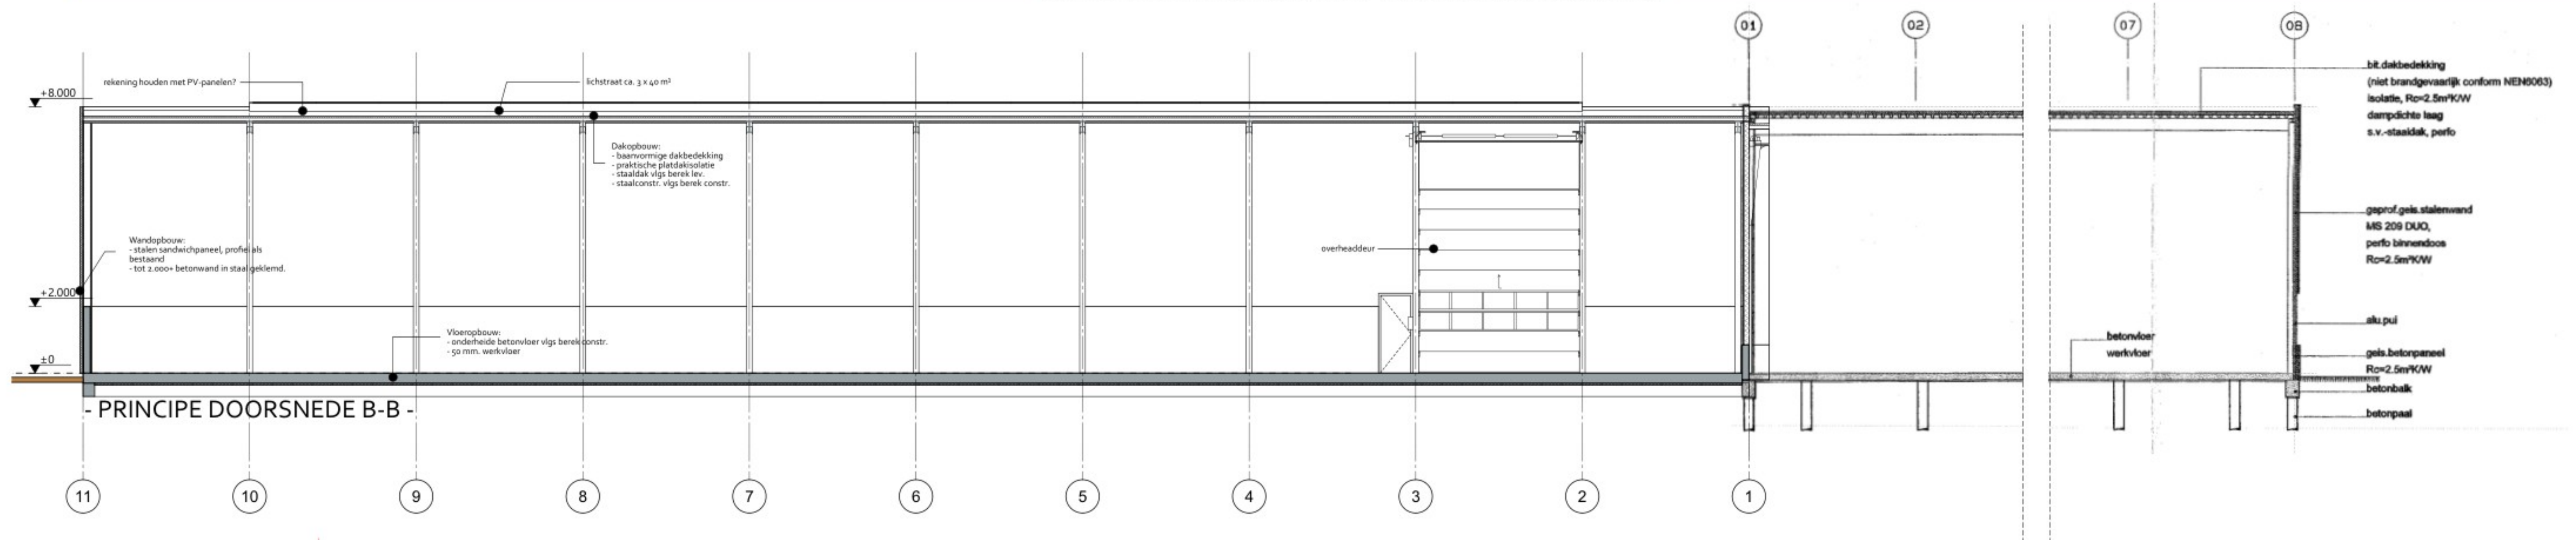 01
02
07
08
rekening houden met PV-panelen?
lichstraat ca. 3 x 40 m²
+8.000
bit.dakbedekking
(niet brandgevaarlijk conform NEN6063)
isolatie, Rc=2.5m²K/W
dampdichte laag
s.v.-staaldak, perfo
Dakopbouw:
- baanvormige dakbedekking
- praktische platdakisolatie
- staaldak vlgs berek lev.
- staalconstr. vlgs berek constr.
geprof.geis.stalenwand
MS 209 DUO,
perfo binnendoos
Rc=2.5m²K/W
Wandopbouw:
- stalen sandwichpaneel, profiel als
bestaand
- tot 2.000+ betonwand in staal geklemd.
overheaddeur
+2.000
alu.pui
Vloeropbouw:
- onderheide betonvloer vlgs berek constr.
- 50 mm. werkvloer
betonvloer
werkvloer
geis.betonpaneel
Rc=2.5m²K/W
±0
betonbalk
betonpaal
- PRINCIPE DOORSNEDE B-B -
11
10
9
8
7
6
5
4
3
2
1